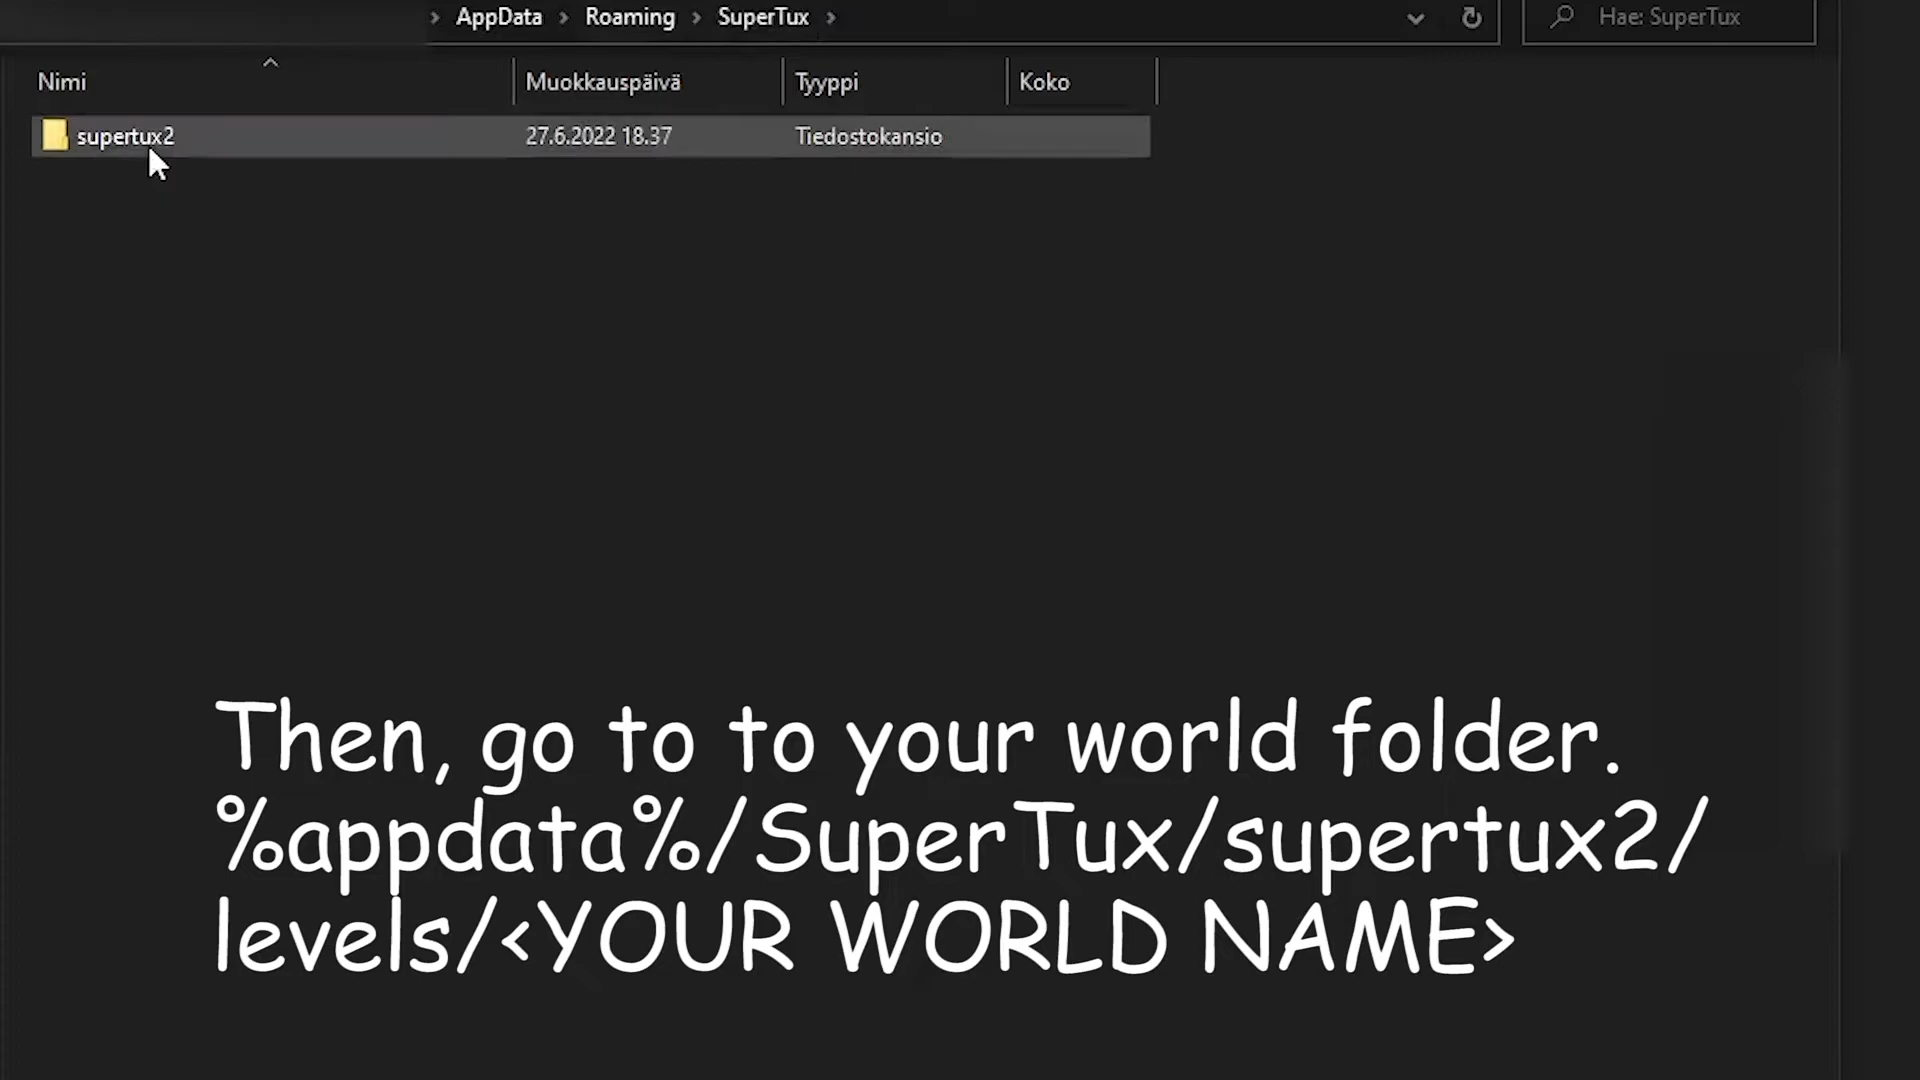 AppData > Roaming > SuperTux >
Hae: SuperTux
Nimi Muokkauspäivä Tyyppi Koko
supertux2 27.6.2022 18.37 Tiedostokansio
Then, go to to your world folder.
%appdata%/SuperTux/supertux2/
levels/<YOUR WORLD NAME>